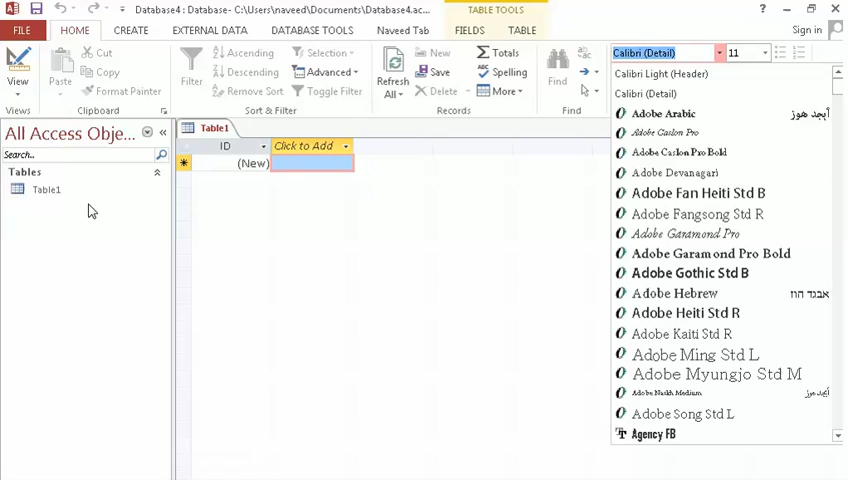 Database4 : Database- C:\Users\naveed\Documents\Database4.ac...
TABLE TOOLS
?
Sign in
FILE
HOME
CREATE
EXTERNAL DATA
DATABASE TOOLS
Naveed Tab
FIELDS
TABLE
View
Views
Paste
Cut
Copy
Format Painter
Clipboard
Filter
Ascending
Descending
Remove Sort
Selection
Advanced
Toggle Filter
Sort & Filter
Refresh
All
New
Save
Delete
Totals
Spelling
More
Records
Find
Find
Calibri (Detail)
11
Calibri Light (Header)
Calibri (Detail)
Adobe Arabic أبجد هوز
Adobe Caslon Pro
Adobe Caslon Pro Bold
Adobe Devanagari
Adobe Fan Heiti Std B
Adobe Fangsong Std R
Adobe Garamond Pro
Adobe Garamond Pro Bold
Adobe Gothic Std B
Adobe Hebrew אבגד הוז
Adobe Heiti Std R
Adobe Kaiti Std R
Adobe Ming Std L
Adobe Myungjo Std M
Adobe Naskh Medium أبجد هوز
Adobe Song Std L
Agency FB
All Access Obje...
Search..
Tables
Table1
Table1
ID
Click to Add
(New)